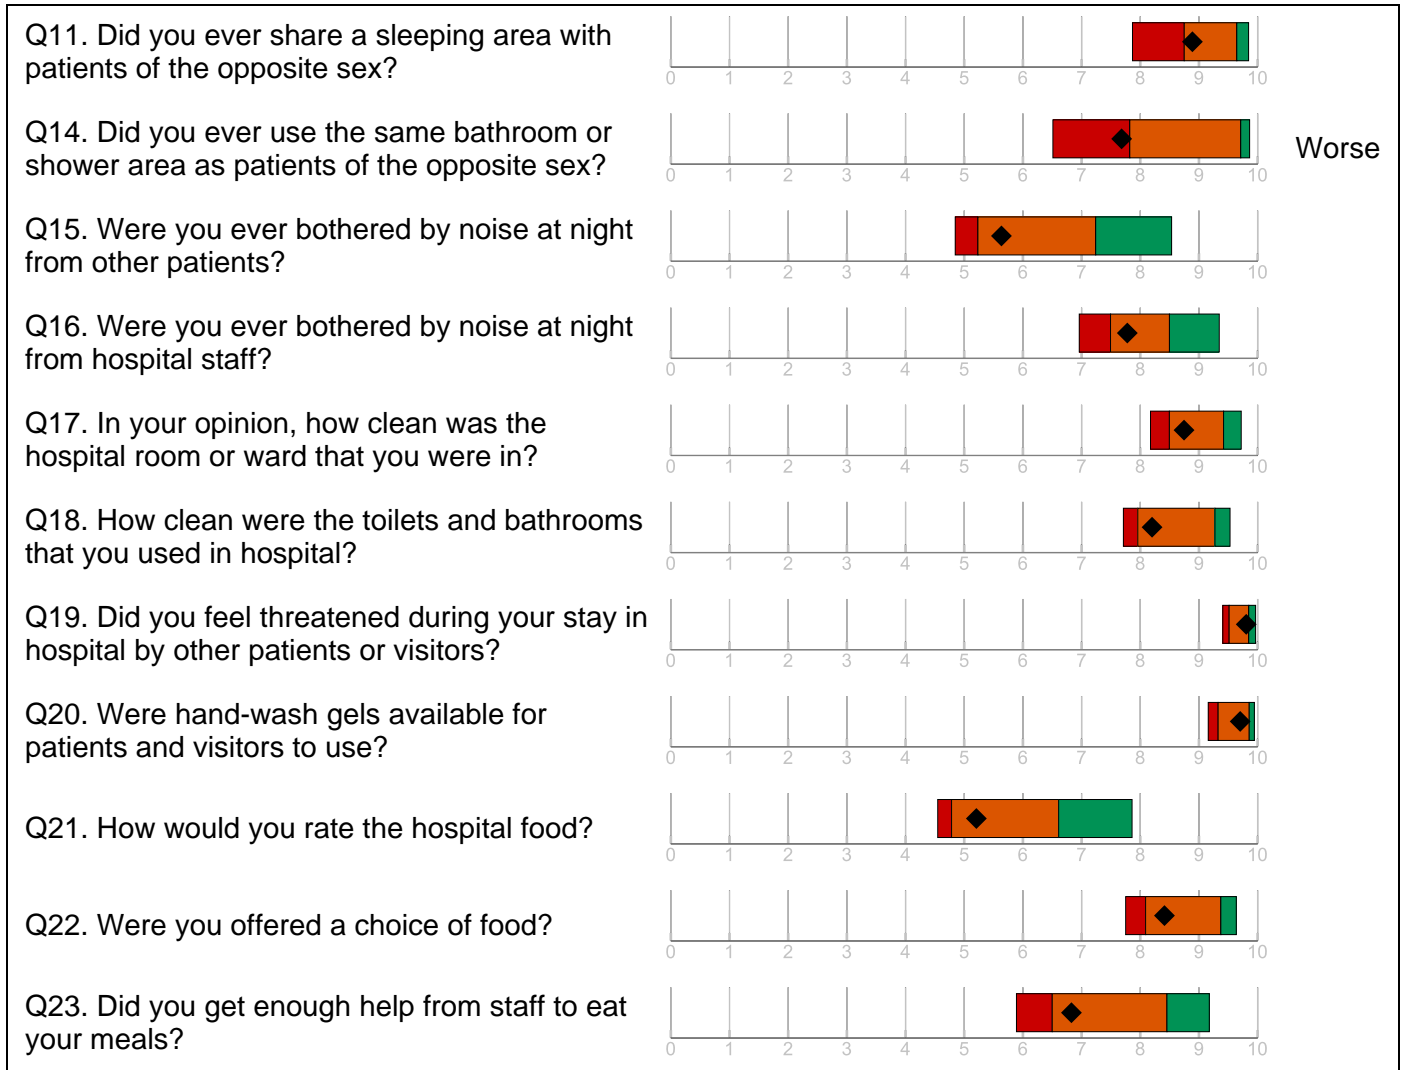 Q11. Did you ever share a sleeping area with
patients of the opposite sex?
0 1 2 3 4 5 6 7 8 9 10
Q14. Did you ever use the same bathroom or
shower area as patients of the opposite sex?
Worse
0 1 2 3 4 5 6 7 8 9 10
Q15. Were you ever bothered by noise at night
from other patients?
0 1 2 3 4 5 6 7 8 9 10
Q16. Were you ever bothered by noise at night
from hospital staff?
0 1 2 3 4 5 6 7 8 9 10
Q17. In your opinion, how clean was the
hospital room or ward that you were in?
0 1 2 3 4 5 6 7 8 9 10
Q18. How clean were the toilets and bathrooms
that you used in hospital?
0 1 2 3 4 5 6 7 8 9 10
Q19. Did you feel threatened during your stay in
hospital by other patients or visitors?
0 1 2 3 4 5 6 7 8 9 10
Q20. Were hand-wash gels available for
patients and visitors to use?
0 1 2 3 4 5 6 7 8 9 10
Q21. How would you rate the hospital food?
0 1 2 3 4 5 6 7 8 9 10
Q22. Were you offered a choice of food?
0 1 2 3 4 5 6 7 8 9 10
Q23. Did you get enough help from staff to eat
your meals?
0 1 2 3 4 5 6 7 8 9 10